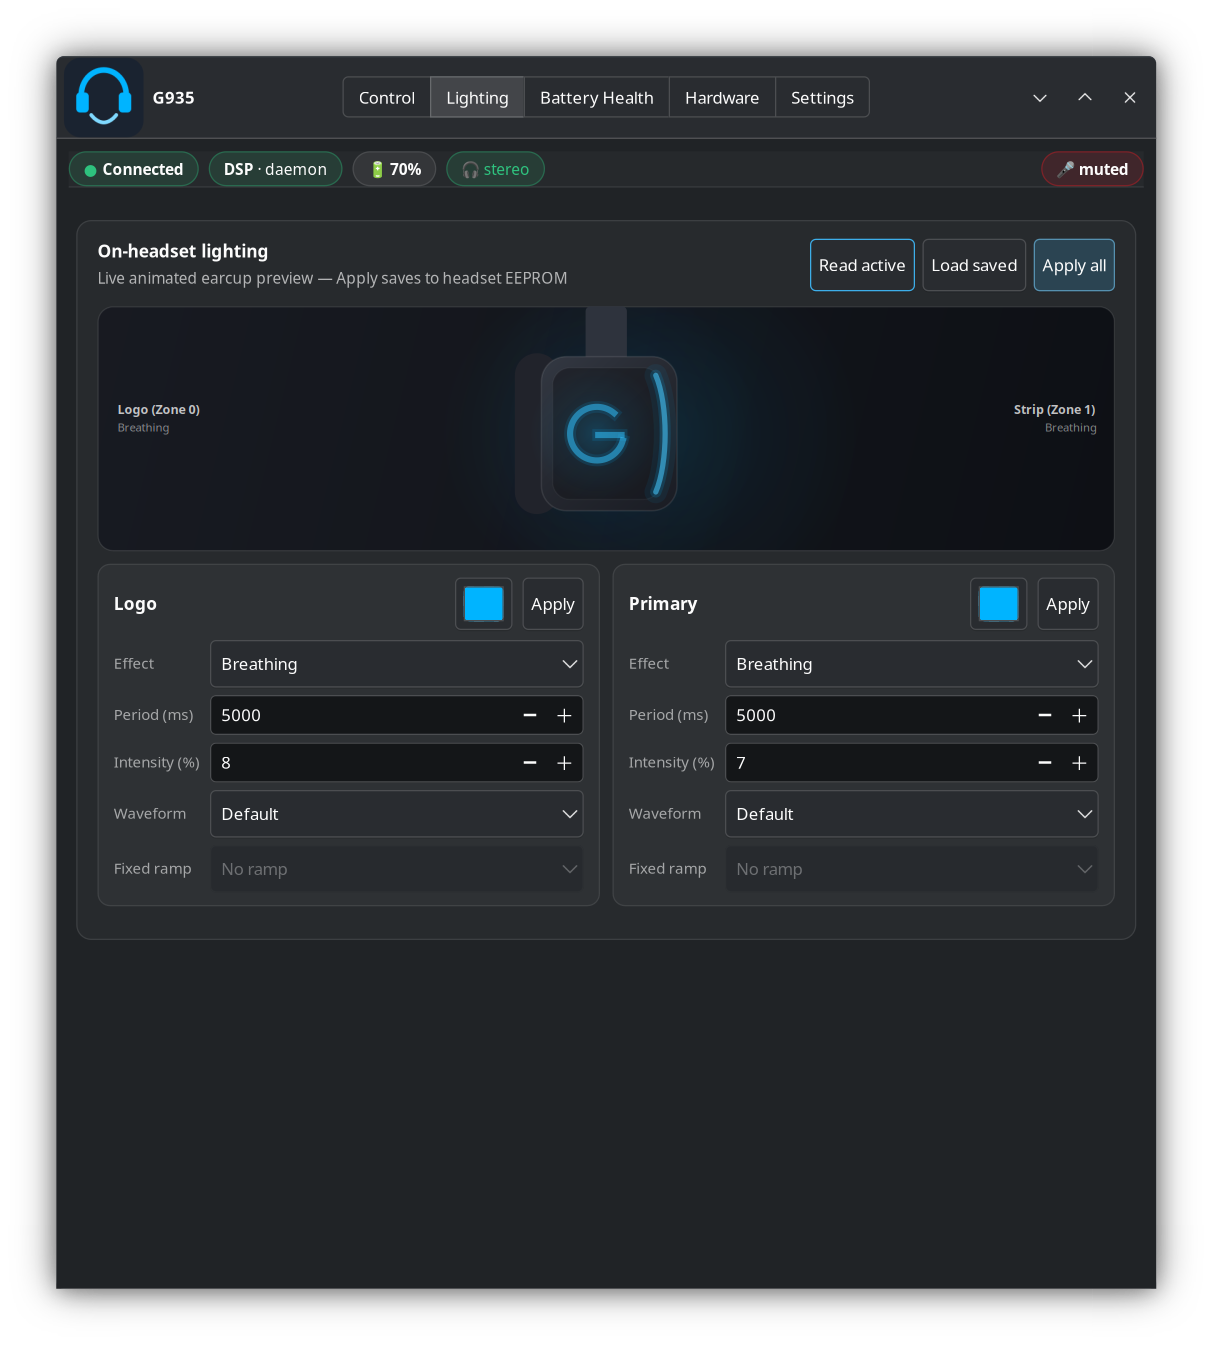 G935
Control
Lighting
Battery Health
Hardware
Settings
Connected
DSP · daemon
70%
stereo
muted
On-headset lighting
Live animated earcup preview — Apply saves to headset EEPROM
Read active
Load saved
Apply all
Logo (Zone 0)
Breathing
Strip (Zone 1)
Breathing
Logo
Apply
Effect
Breathing
Period (ms)
5000
Intensity (%)
8
Waveform
Default
Fixed ramp
No ramp
Primary
Apply
Effect
Breathing
Period (ms)
5000
Intensity (%)
7
Waveform
Default
Fixed ramp
No ramp